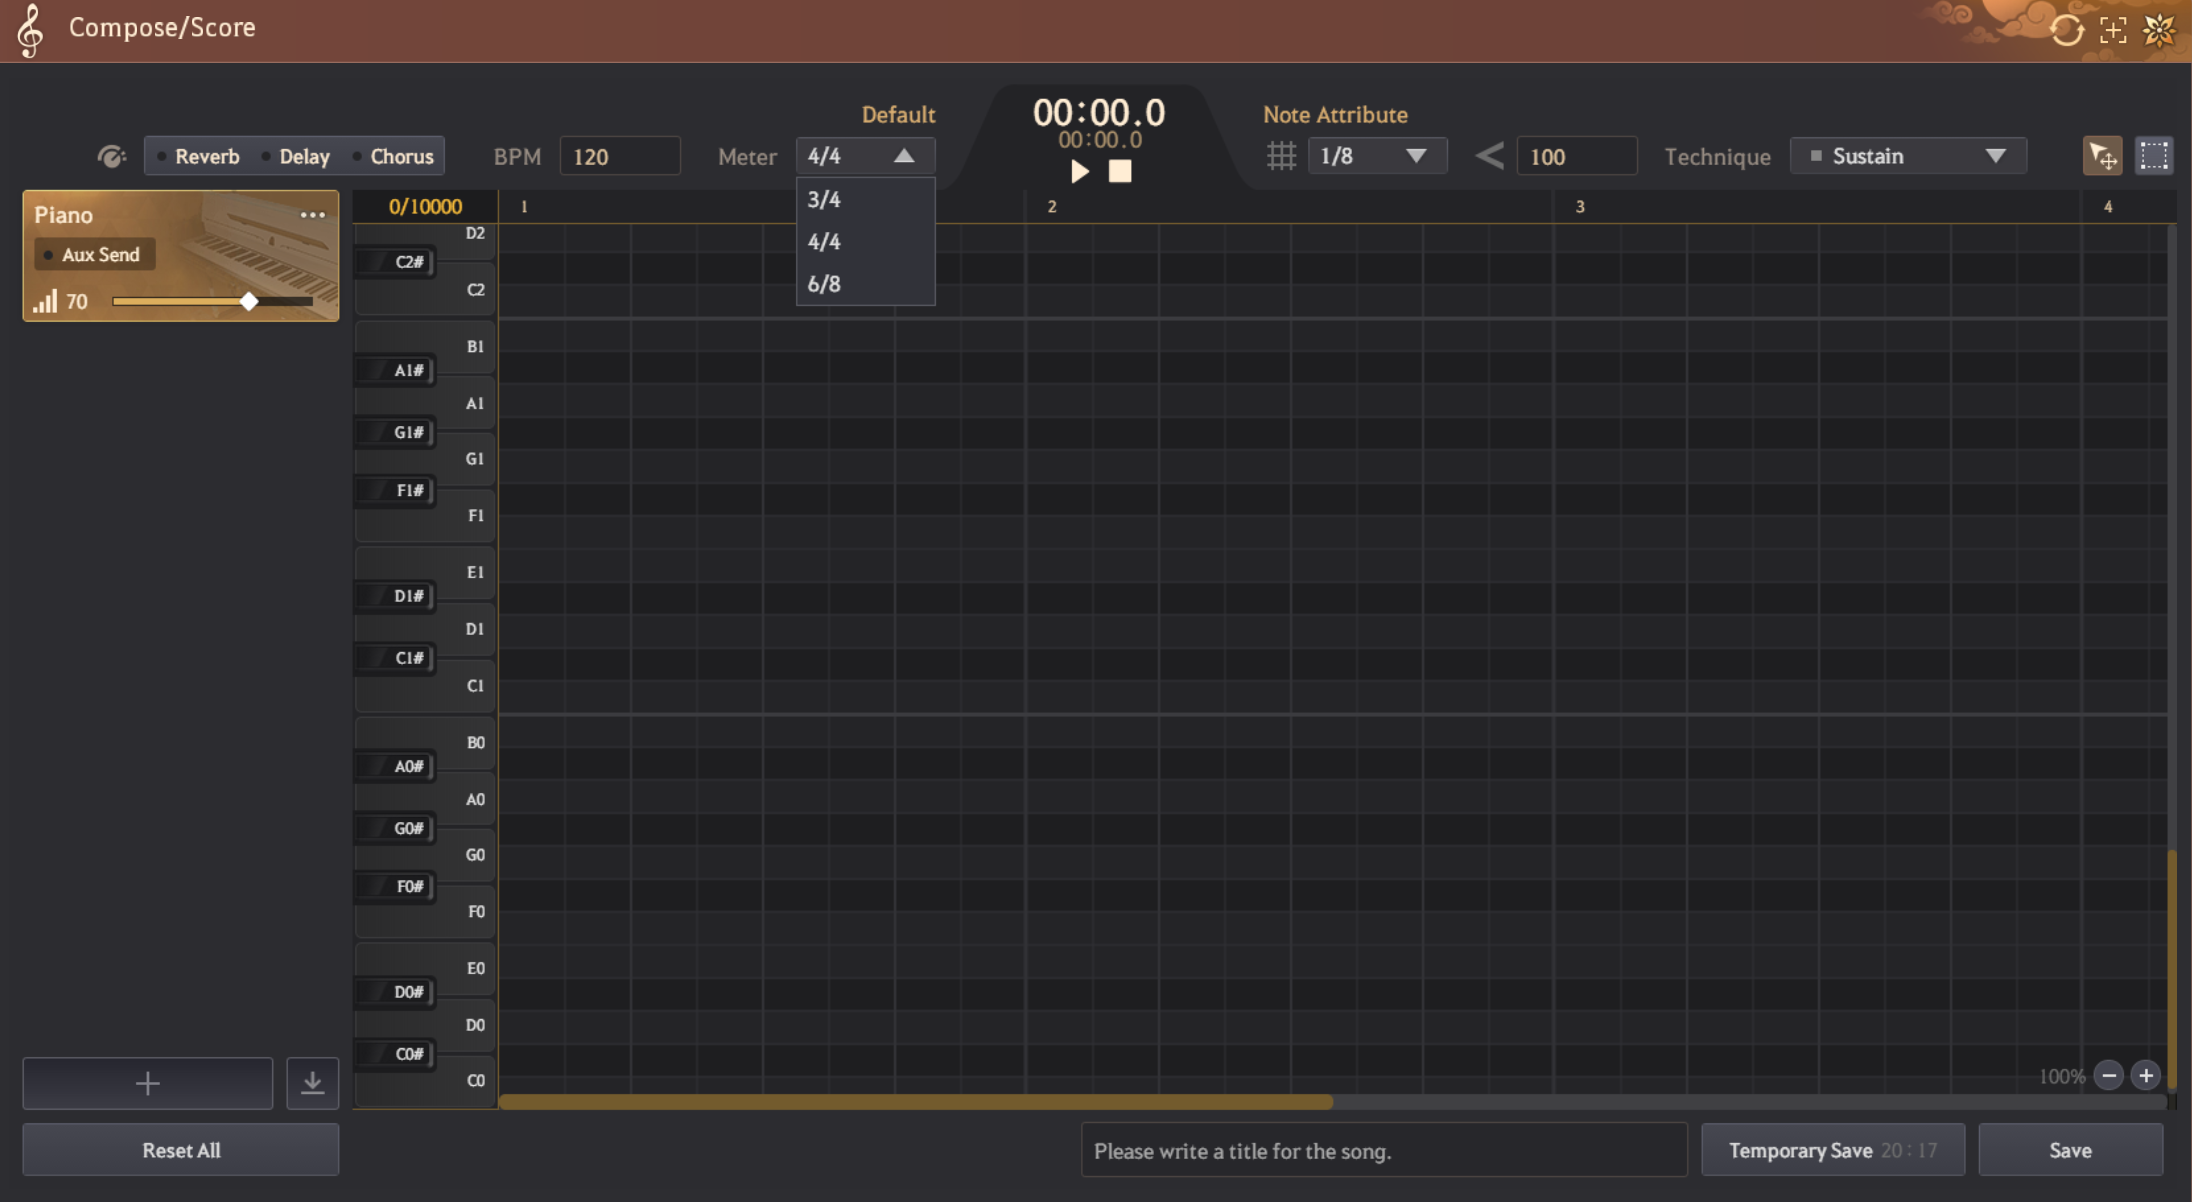 Compose/Score
Default
00:00.0
Note Attribute
Reverb Delay Chorus
BPM 120
Meter 4/4
00:00.0
1/8
100
Technique Sustain
3/4
4/4
6/8
Piano
Aux Send
70
0/10000
1 2 3 4
D2
C2#
C2
B1
A1#
A1
G1#
G1
F1#
F1
E1
D1#
D1
C1#
C1
B0
A0#
A0
G0#
G0
F0#
F0
E0
D0#
D0
C0#
C0
100%
Reset All
Please write a title for the song.
Temporary Save 20:17
Save